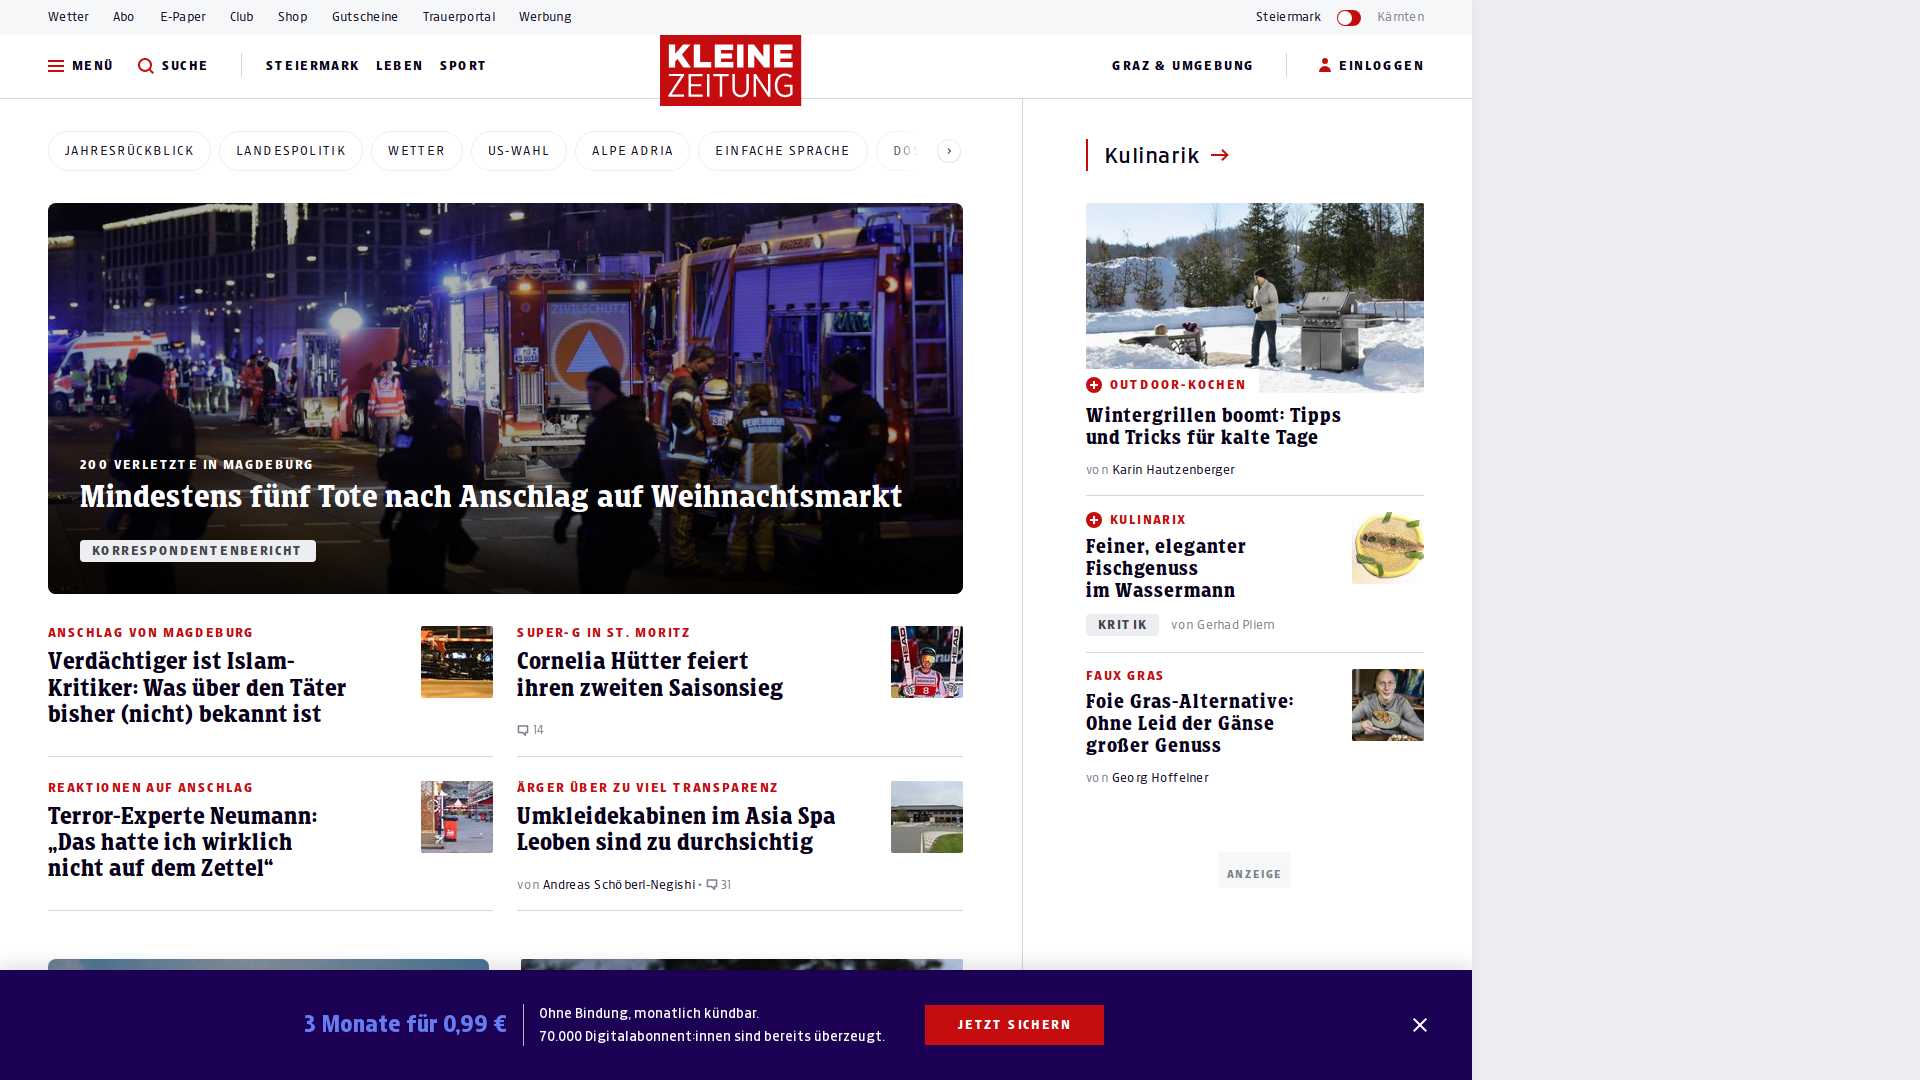 Wetter Abo E-Paper Club Shop Gutscheine Trauerportal Werbung
Steiermark Kärnten
MENÜ SUCHE STEIERMARK LEBEN SPORT
KLEINE
ZEITUNG
GRAZ & UMGEBUNG EINLOGGEN
JAHRESRÜCKBLICK LANDESPOLITIK WETTER US-WAHL ALPE ADRIA EINFACHE SPRACHE
ZIVILSCHUTZ
200 VERLETZTE IN MAGDEBURG
Mindestens fünf Tote nach Anschlag auf Weihnachtsmarkt
KORRESPONDENTENBERICHT
ANSCHLAG VON MAGDEBURG
Verdächtiger ist Islam-
Kritiker: Was über den Täter
bisher (nicht) bekannt ist
SUPER-G IN ST. MORITZ
Cornelia Hütter feiert
ihren zweiten Saisonsieg
14
REAKTIONEN AUF ANSCHLAG
Terror-Experte Neumann:
„Das hatte ich wirklich
nicht auf dem Zettel“
ÄRGER ÜBER ZU VIEL TRANSPARENZ
Umkleidekabinen im Asia Spa
Leoben sind zu durchsichtig
von Andreas Schöberl-Negishi • 31
Kulinarik
OUTDOOR-KOCHEN
Wintergrillen boomt: Tipps
und Tricks für kalte Tage
von Karin Hautzenberger
KULINARIX
Feiner, eleganter
Fischgenuss
im Wassermann
KRITIK von Gerhad Pliem
FAUX GRAS
Foie Gras-Alternative:
Ohne Leid der Gänse
großer Genuss
von Georg Hoffelner
ANZEIGE
3 Monate für 0,99 €
Ohne Bindung, monatlich kündbar.
70.000 Digitalabonnent:innen sind bereits überzeugt.
JETZT SICHERN